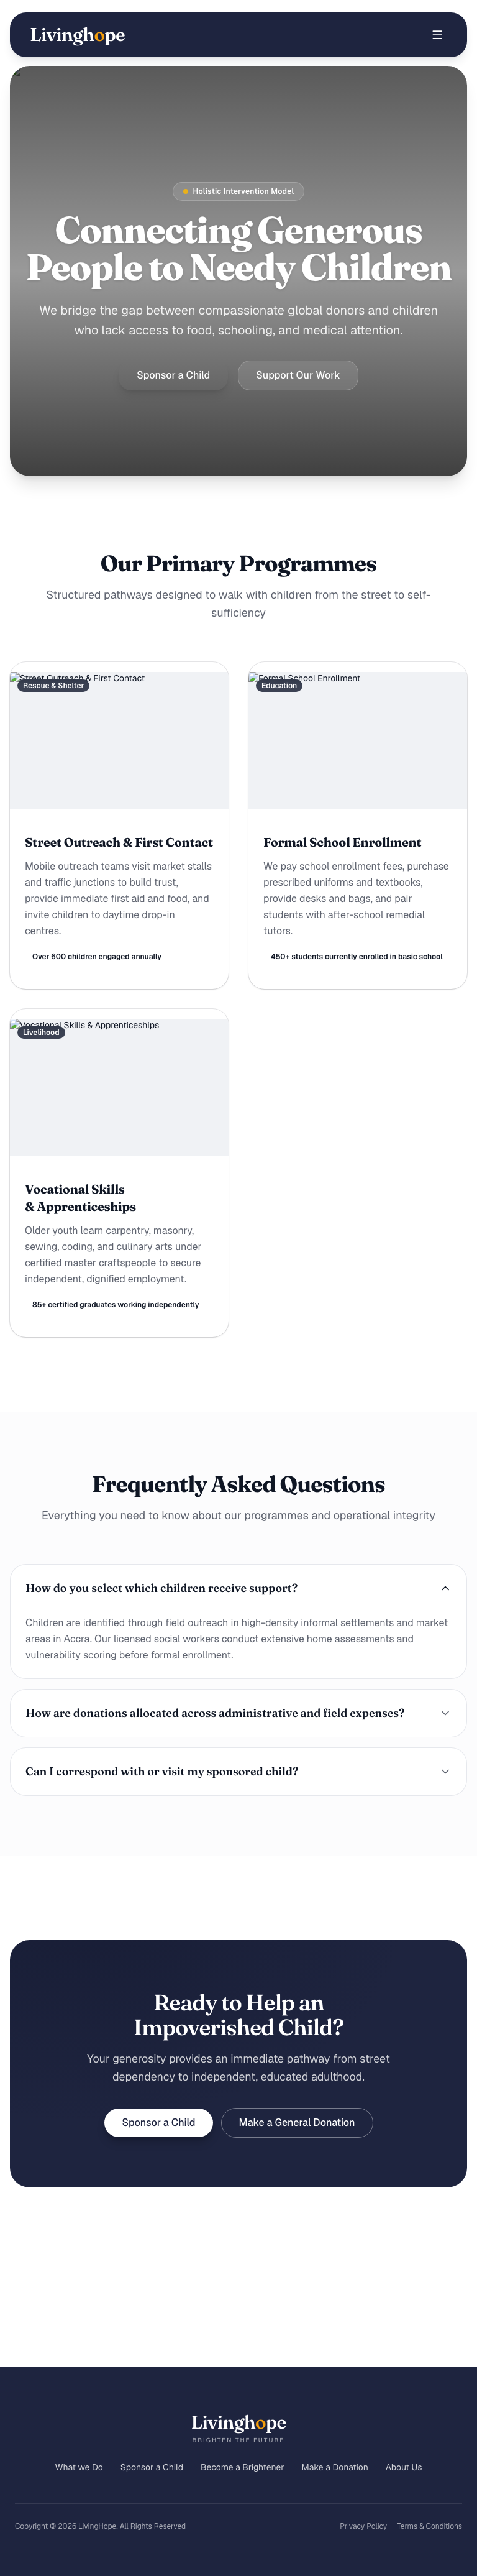 Livinghope
Holistic Intervention Model
Connecting Generous
People to Needy Children
We bridge the gap between compassionate global donors and children
who lack access to food, schooling, and medical attention.
Sponsor a Child
Support Our Work
Our Primary Programmes
Structured pathways designed to walk with children from the street to self-
sufficiency
Street Outreach & First Contact
Rescue & Shelter
Street Outreach & First Contact
Mobile outreach teams visit market stalls
and traffic junctions to build trust,
provide immediate first aid and food, and
invite children to daytime drop-in
centres.
Over 600 children engaged annually
Formal School Enrollment
Education
Formal School Enrollment
We pay school enrollment fees, purchase
prescribed uniforms and textbooks,
provide desks and bags, and pair
students with after-school remedial
tutors.
450+ students currently enrolled in basic school
Vocational Skills & Apprenticeships
Livelihood
Vocational Skills
& Apprenticeships
Older youth learn carpentry, masonry,
sewing, coding, and culinary arts under
certified master craftspeople to secure
independent, dignified employment.
85+ certified graduates working independently
Frequently Asked Questions
Everything you need to know about our programmes and operational integrity
How do you select which children receive support?
Children are identified through field outreach in high-density informal settlements and market
areas in Accra. Our licensed social workers conduct extensive home assessments and
vulnerability scoring before formal enrollment.
How are donations allocated across administrative and field expenses?
Can I correspond with or visit my sponsored child?
Ready to Help an
Impoverished Child?
Your generosity provides an immediate pathway from street
dependency to independent, educated adulthood.
Sponsor a Child
Make a General Donation
Livinghope
BRIGHTEN THE FUTURE
What we Do
Sponsor a Child
Become a Brightener
Make a Donation
About Us
Copyright © 2026 LivingHope. All Rights Reserved
Privacy Policy
Terms & Conditions